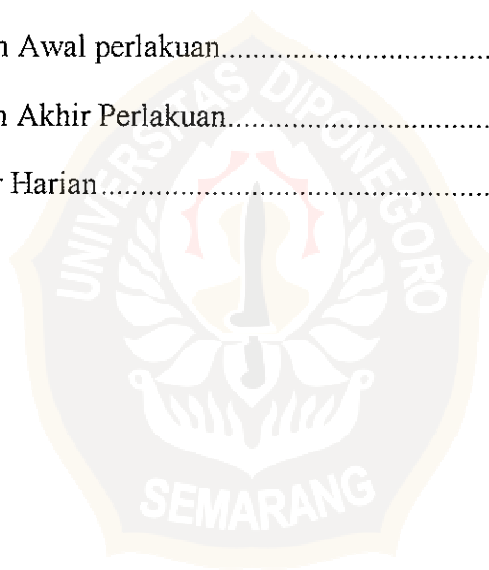 n Awal perlakuan.......................................
n Akhir Perlakuan.......................................
r Harian.........................................................
UNIVERSITAS DIPONEGORO
SEMARANG